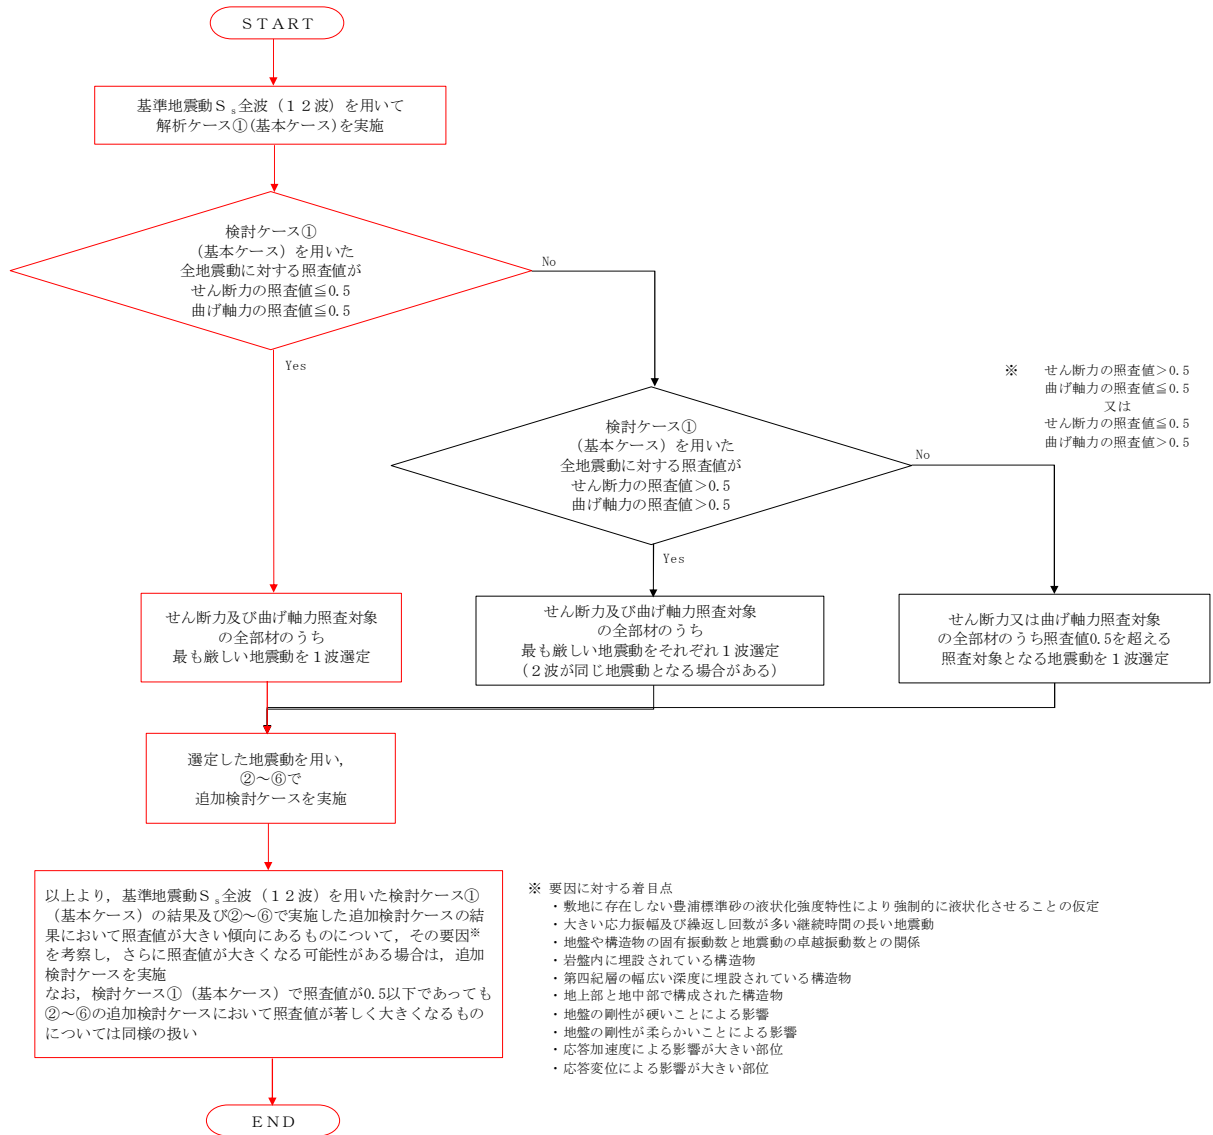 ＳＴＡＲＴ
基準地震動Ｓs全波（１２波）を用いて
解析ケース①(基本ケース)を実施
検討ケース①
（基本ケース）を用いた
全地震動に対する照査値が
せん断力の照査値≦0.5
曲げ軸力の照査値≦0.5
No
Yes
※　せん断力の照査値＞0.5
曲げ軸力の照査値≦0.5
又は
せん断力の照査値≦0.5
曲げ軸力の照査値＞0.5
検討ケース①
（基本ケース）を用いた
全地震動に対する照査値が
せん断力の照査値＞0.5
曲げ軸力の照査値＞0.5
No
Yes
せん断力及び曲げ軸力照査対象
の全部材のうち
最も厳しい地震動を１波選定
せん断力及び曲げ軸力照査対象
の全部材のうち
最も厳しい地震動をそれぞれ１波選定
（２波が同じ地震動となる場合がある）
せん断力又は曲げ軸力照査対象
の全部材のうち照査値0.5を超える
照査対象となる地震動を１波選定
選定した地震動を用い，
②～⑥で
追加検討ケースを実施
以上より，基準地震動Ｓs全波（１２波）を用いた検討ケース①
（基本ケース）の結果及び②～⑥で実施した追加検討ケースの結
果において照査値が大きい傾向にあるものについて，その要因※
を考察し，さらに照査値が大きくなる可能性がある場合は，追加
検討ケースを実施
なお，検討ケース①（基本ケース）で照査値が0.5以下であっても
②～⑥の追加検討ケースにおいて照査値が著しく大きくなるもの
については同様の扱い
※ 要因に対する着目点
・敷地に存在しない豊浦標準砂の液状化強度特性により強制的に液状化させることの仮定
・大きい応力振幅及び繰返し回数が多い継続時間の長い地震動
・地盤や構造物の固有振動数と地震動の卓越振動数との関係
・岩盤内に埋設されている構造物
・第四紀層の幅広い深度に埋設されている構造物
・地上部と地中部で構成された構造物
・地盤の剛性が硬いことによる影響
・地盤の剛性が柔らかいことによる影響
・応答加速度による影響が大きい部位
・応答変位による影響が大きい部位
ＥＮＤ